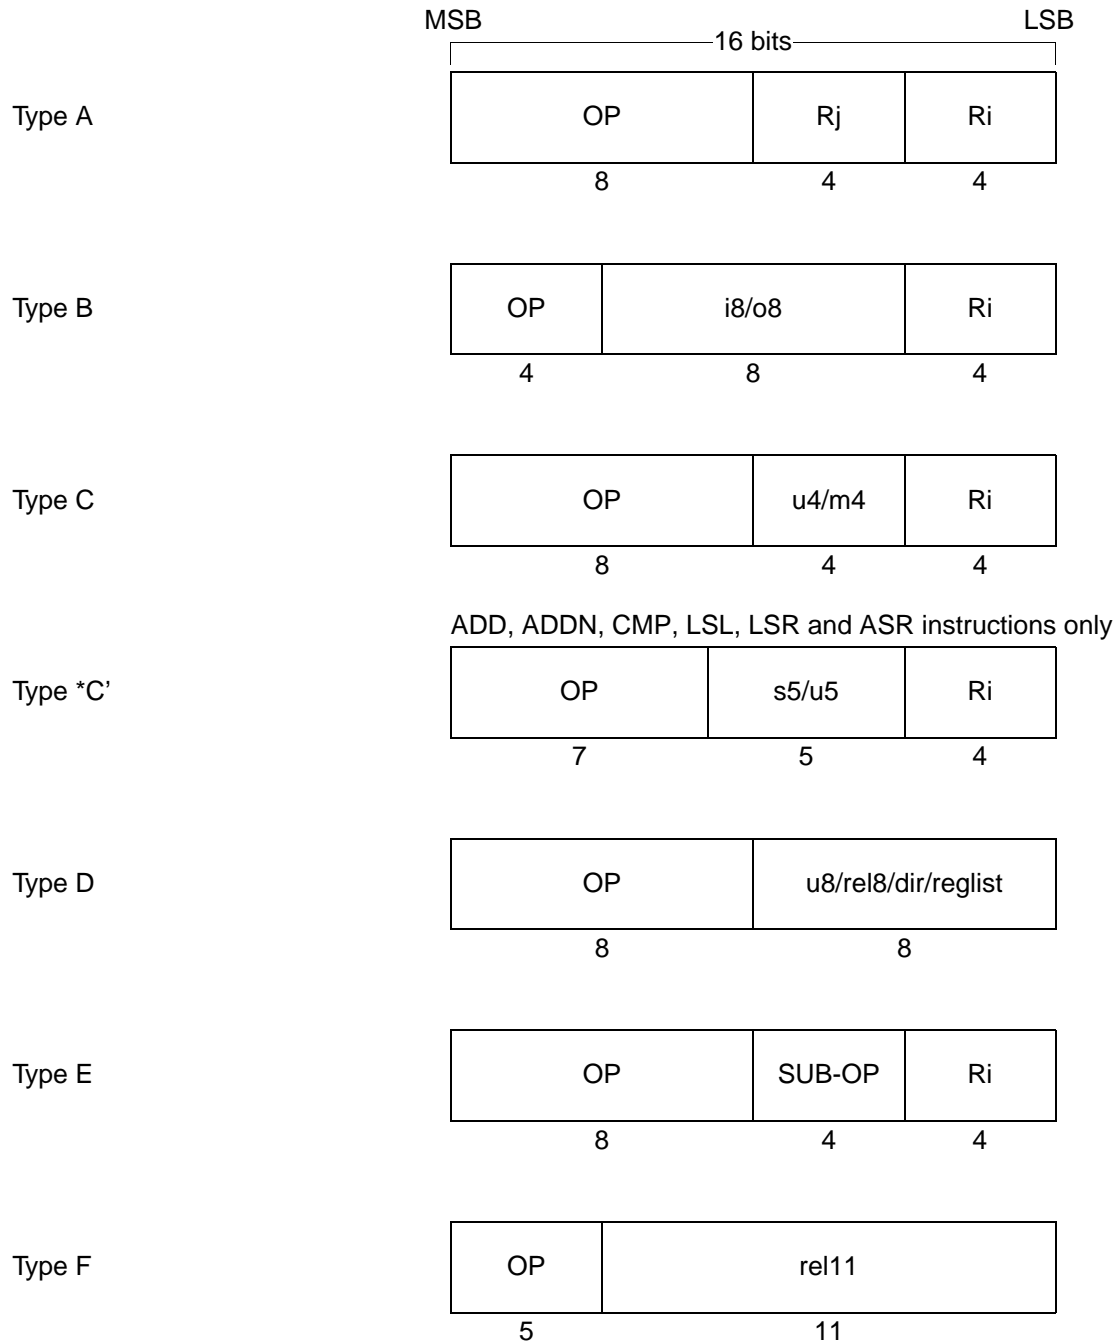 MSB LSB
16 bits
Type A OP Rj Ri
8 4 4
Type B OP i8/o8 Ri
4 8 4
Type C OP u4/m4 Ri
8 4 4
ADD, ADDN, CMP, LSL, LSR and ASR instructions only
Type *C’ OP s5/u5 Ri
7 5 4
Type D OP u8/rel8/dir/reglist
8 8
Type E OP SUB-OP Ri
8 4 4
Type F OP rel11
5 11